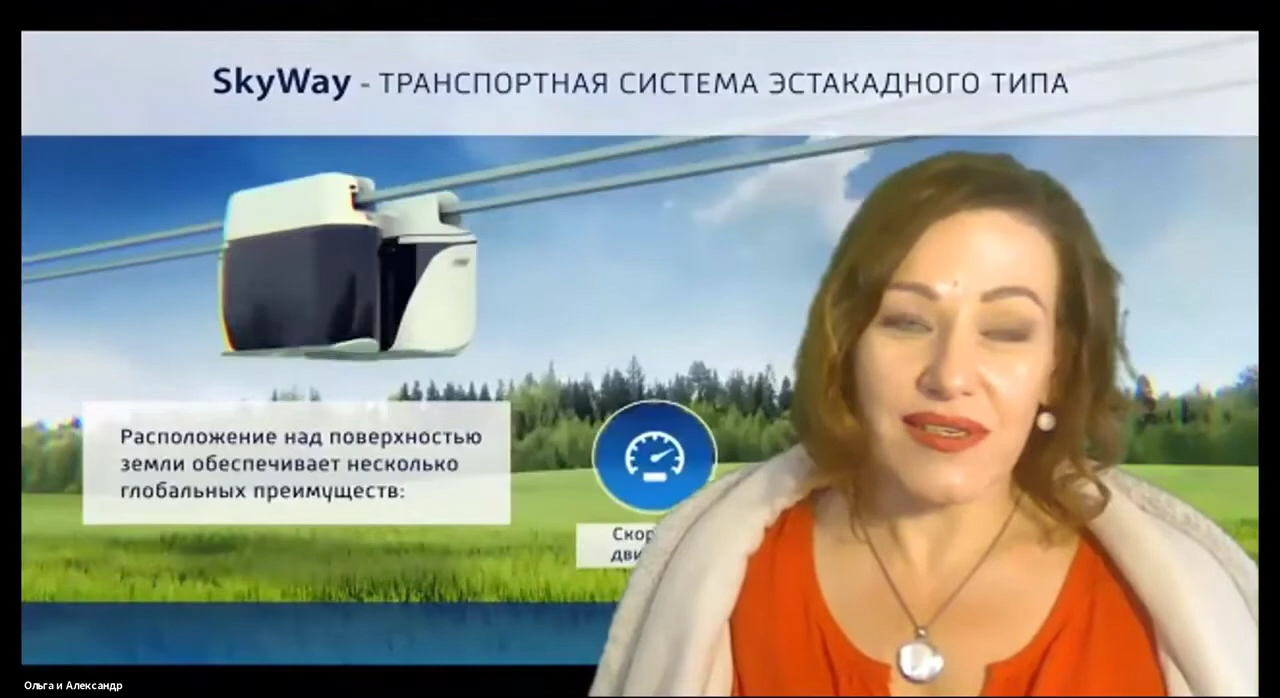 SkyWay - ТРАНСПОРТНАЯ СИСТЕМА ЭСТАКАДНОГО ТИПА
Расположение над поверхностью
земли обеспечивает несколько
глобальных преимуществ:
Ольга и Александр